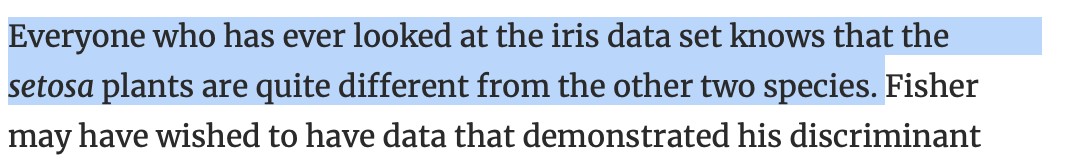 Everyone who has ever looked at the iris data set knows that the
setosa plants are quite different from the other two species. Fisher
may have wished to have data that demonstrated his discriminant